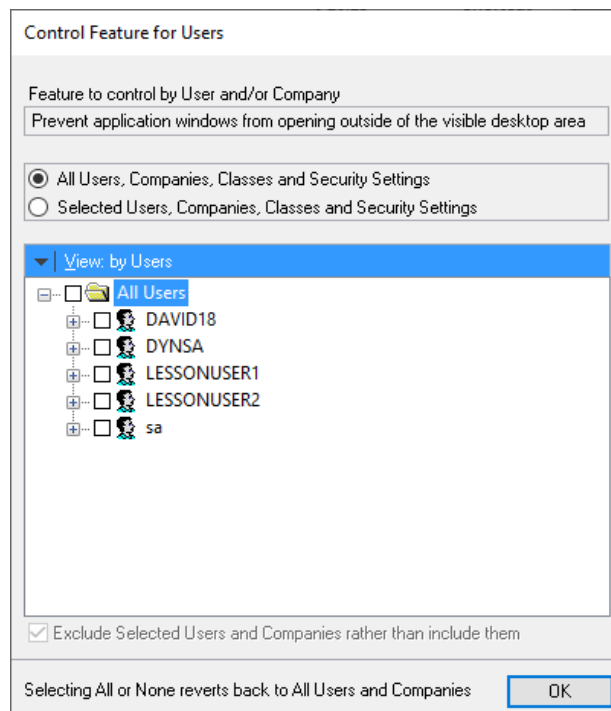 Control Feature for Users
Feature to control by User and/or Company
Prevent application windows from opening outside of the visible desktop area
All Users, Companies, Classes and Security Settings
Selected Users, Companies, Classes and Security Settings
View: by Users
All Users
DAVID18
DYNSA
LESSONUSER1
LESSONUSER2
sa
Exclude Selected Users and Companies rather than include them
Selecting All or None reverts back to All Users and Companies
OK